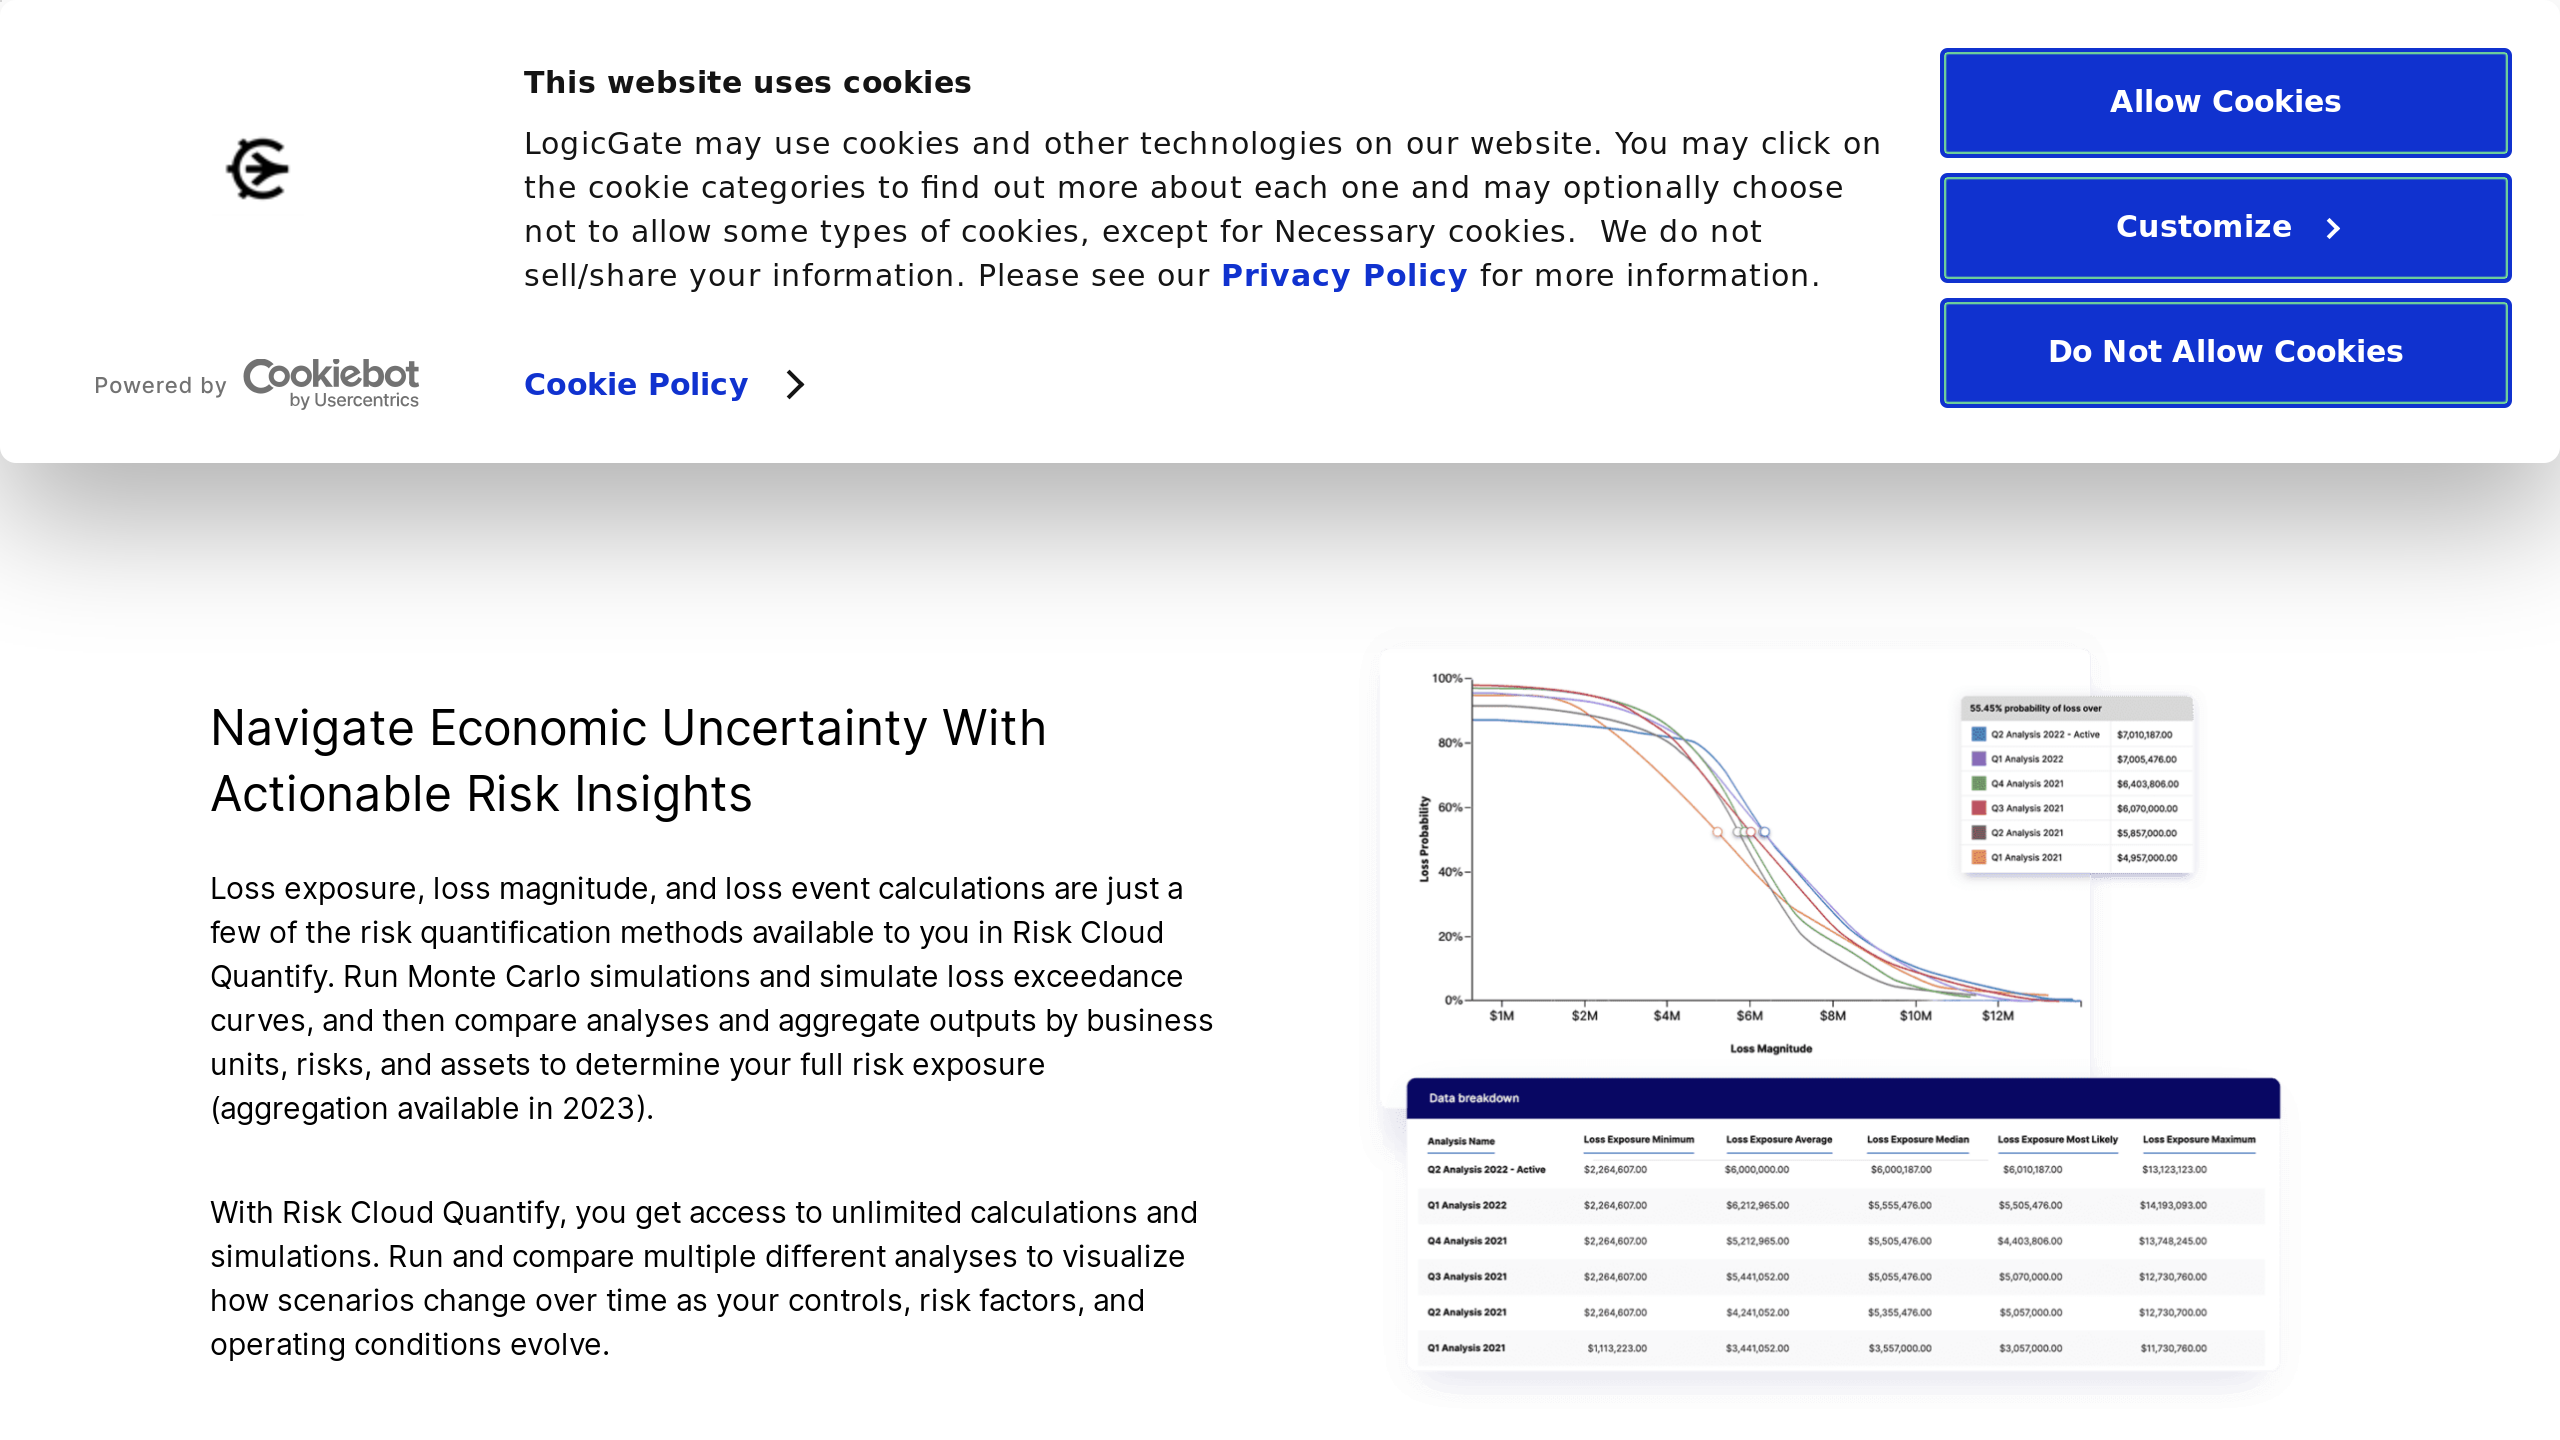 This website uses cookies
LogicGate may use cookies and other technologies on our website. You may click on
the cookie categories to find out more about each one and may optionally choose
not to allow some types of cookies, except for Necessary cookies.  We do not
sell/share your information. Please see our Privacy Policy for more information.
Powered by Cookiebot
by Usercentrics
Cookie Policy
Allow Cookies
Customize
Do Not Allow Cookies
Navigate Economic Uncertainty With
Actionable Risk Insights
Loss exposure, loss magnitude, and loss event calculations are just a
few of the risk quantification methods available to you in Risk Cloud
Quantify. Run Monte Carlo simulations and simulate loss exceedance
curves, and then compare analyses and aggregate outputs by business
units, risks, and assets to determine your full risk exposure
(aggregation available in 2023).
With Risk Cloud Quantify, you get access to unlimited calculations and
simulations. Run and compare multiple different analyses to visualize
how scenarios change over time as your controls, risk factors, and
operating conditions evolve.
Loss Probability
100%
80%
60%
40%
20%
0%
$1M $2M $4M $6M $8M $10M $12M
Loss Magnitude
55.45% probability of loss over
Q2 Analysis 2022 - Active $7,010,187.00
Q1 Analysis 2022 $7,005,476.00
Q4 Analysis 2021 $6,403,806.00
Q3 Analysis 2021 $6,070,000.00
Q2 Analysis 2021 $5,857,000.00
Q1 Analysis 2021 $4,957,000.00
Data breakdown
Analysis Name Loss Exposure Minimum Loss Exposure Average Loss Exposure Median Loss Exposure Most Likely Loss Exposure Maximum
Q2 Analysis 2022 - Active $2,264,607.00 $6,000,000.00 $6,000,187.00 $6,010,187.00 $13,123,123.00
Q1 Analysis 2022 $2,264,607.00 $6,212,965.00 $5,555,476.00 $5,505,476.00 $14,193,093.00
Q4 Analysis 2021 $2,264,607.00 $5,212,965.00 $5,505,476.00 $4,403,806.00 $13,748,245.00
Q3 Analysis 2021 $2,264,607.00 $5,441,052.00 $5,055,476.00 $5,070,000.00 $12,730,760.00
Q2 Analysis 2021 $2,264,607.00 $4,241,052.00 $5,355,476.00 $5,057,000.00 $12,730,700.00
Q1 Analysis 2021 $1,113,223.00 $3,441,052.00 $3,557,000.00 $3,057,000.00 $11,730,760.00